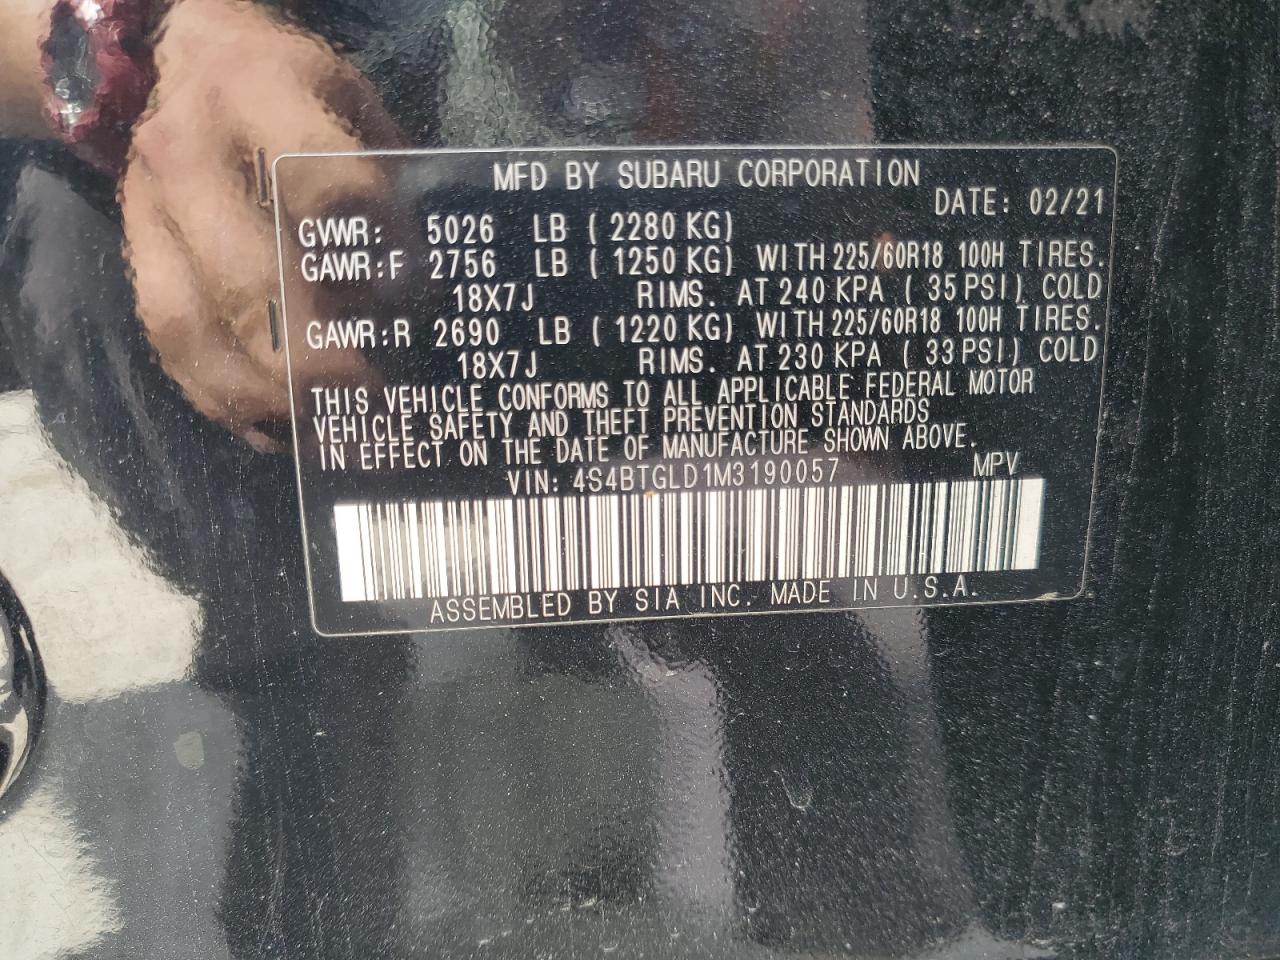 MFD BY SUBARU CORPORATION
DATE: 02/21
GVWR: 5026 LB ( 2280 KG)
GAWR:F 2756 LB ( 1250 KG) WITH 225/60R18 100H TIRES.
18X7J RIMS. AT 240 KPA ( 35 PSI) COLD
GAWR:R 2690 LB ( 1220 KG) WITH 225/60R18 100H TIRES.
18X7J RIMS. AT 230 KPA ( 33 PSI) COLD
THIS VEHICLE CONFORMS TO ALL APPLICABLE FEDERAL MOTOR
VEHICLE SAFETY AND THEFT PREVENTION STANDARDS
IN EFFECT ON THE DATE OF MANUFACTURE SHOWN ABOVE.
VIN: 4S4BTGLD1M3190057 MPV
ASSEMBLED BY SIA INC. MADE IN U.S.A.